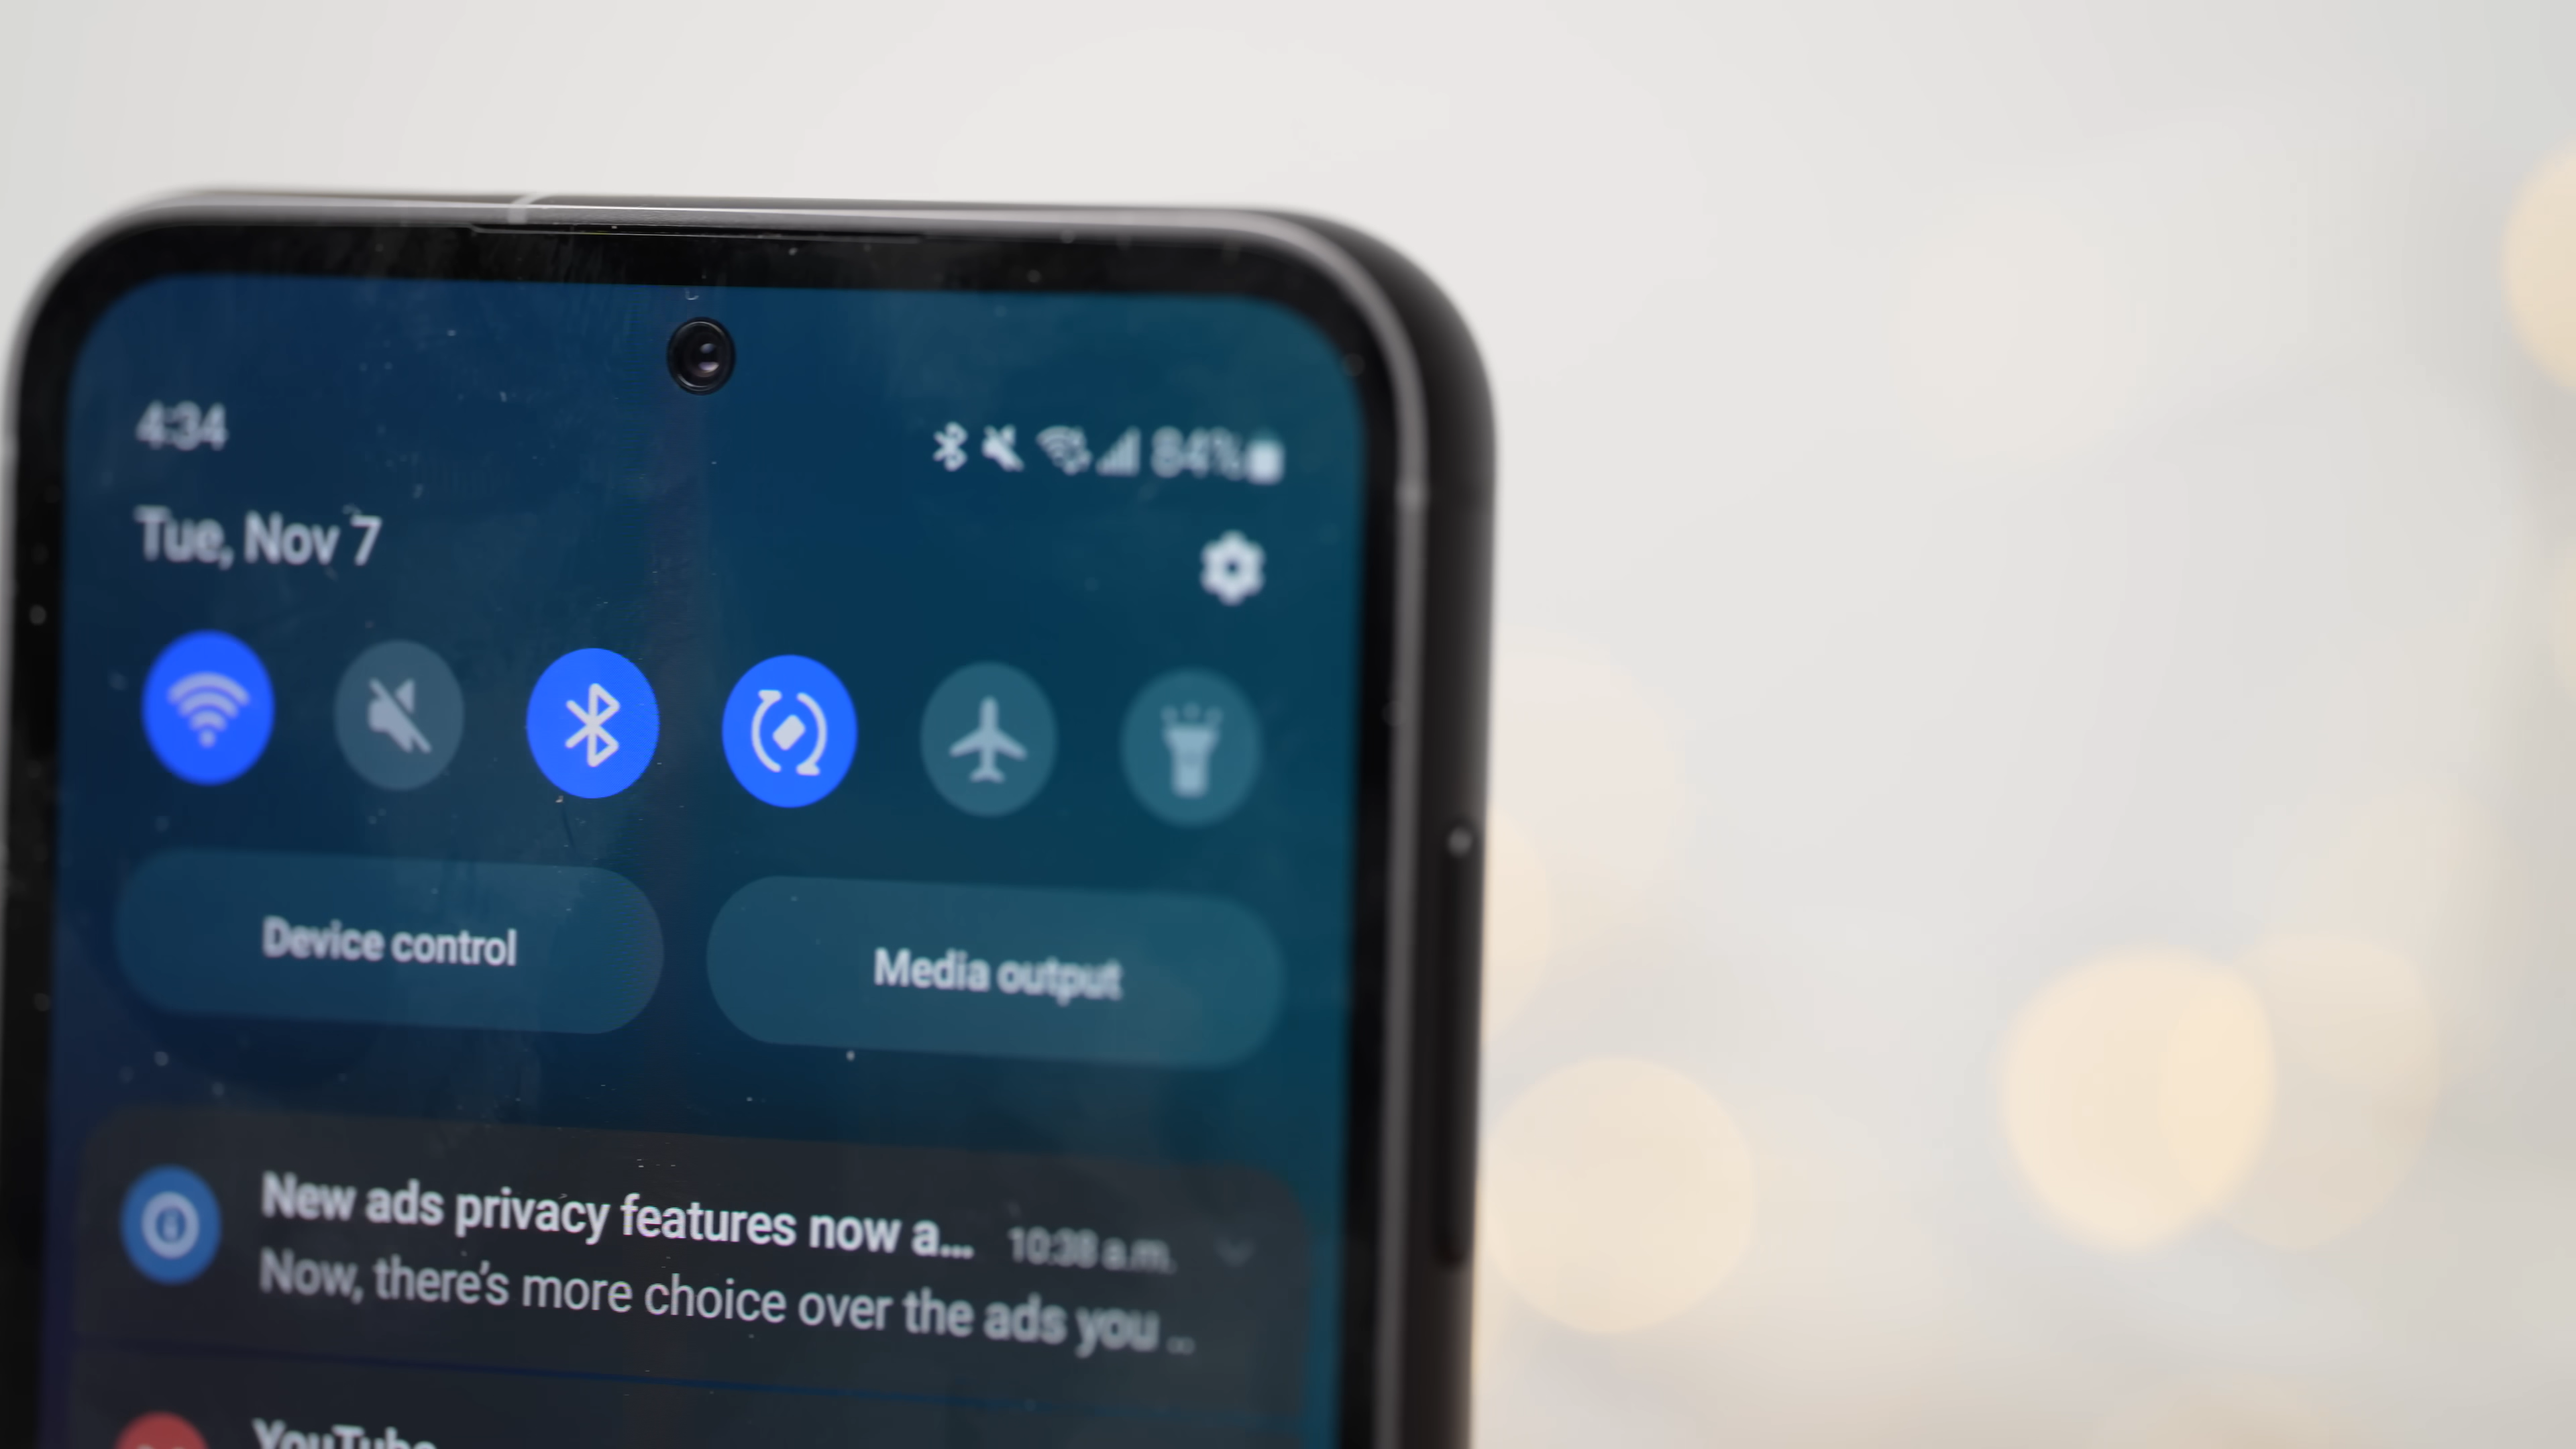 4:34
84%
Tue, Nov 7
Device control
Media output
New ads privacy features now a... 10:38 a.m.
Now, there's more choice over the ads you ..
YouTube